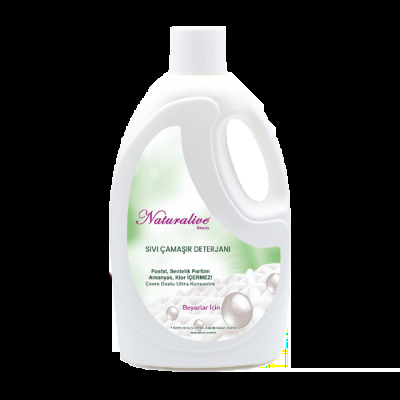 Naturalive
Beauty
SIVI ÇAMAŞIR DETERJANI
Fosfat, Sentetik Parfüm
Amonyak, Klor İÇERMEZ!
Çevre Dostu Ultra Konsantre
Beyazlar İçin